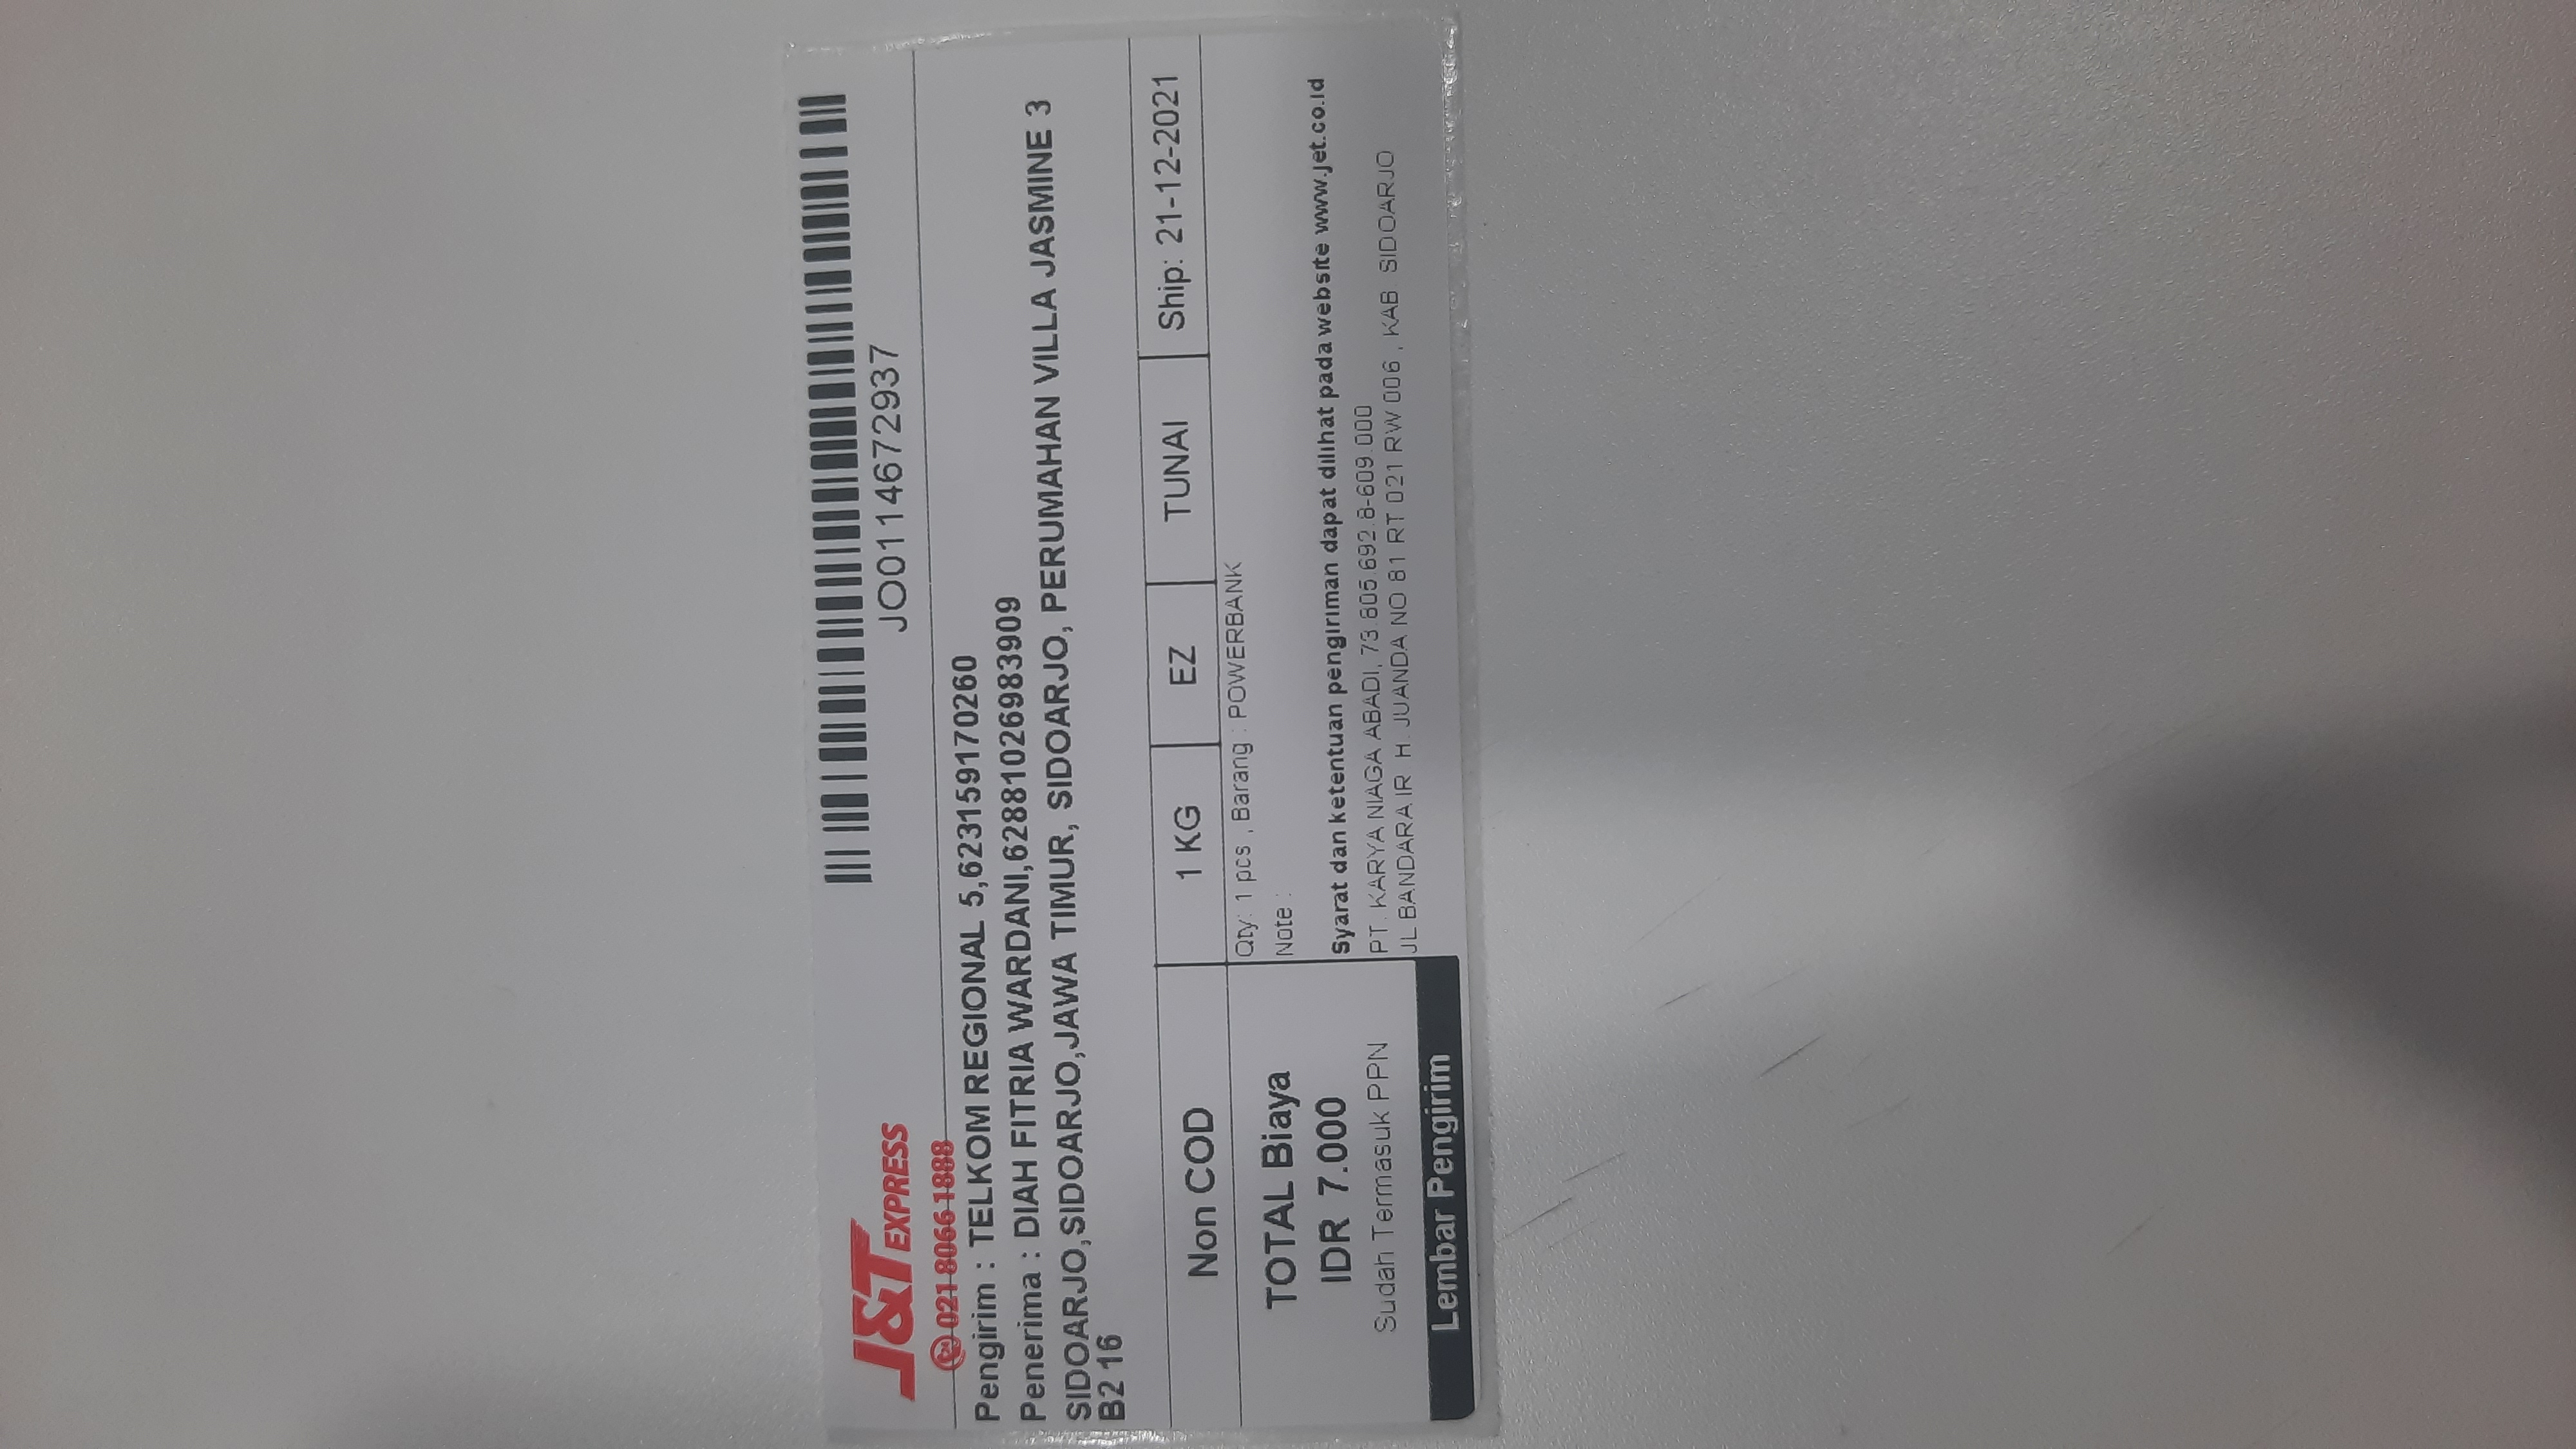 J&T EXPRESS
JO0114672937
021 8066 1888
Pengirim : TELKOM REGIONAL 5,623159170260
Penerima : DIAH FITRIA WARDANI,62881026983909
SIDOARJO,SIDOARJO,JAWA TIMUR, SIDOARJO, PERUMAHAN VILLA JASMINE 3
B2 16
Non COD
1 KG
EZ
TUNAI
Ship: 21-12-2021
TOTAL Biaya
IDR 7.000
Sudah Termasuk PPN
Lembar Pengirim
Qty: 1 pcs , Barang : POWERBANK
Note :
Syarat dan ketentuan pengiriman dapat dilihat pada website www.jet.co.id
PT. KARYA NIAGA ABADI, 73.805.692.8-609.000
JL BANDARA IR. H. JUANDA NO 81 RT 021 RW 006 , KAB. SIDOARJO